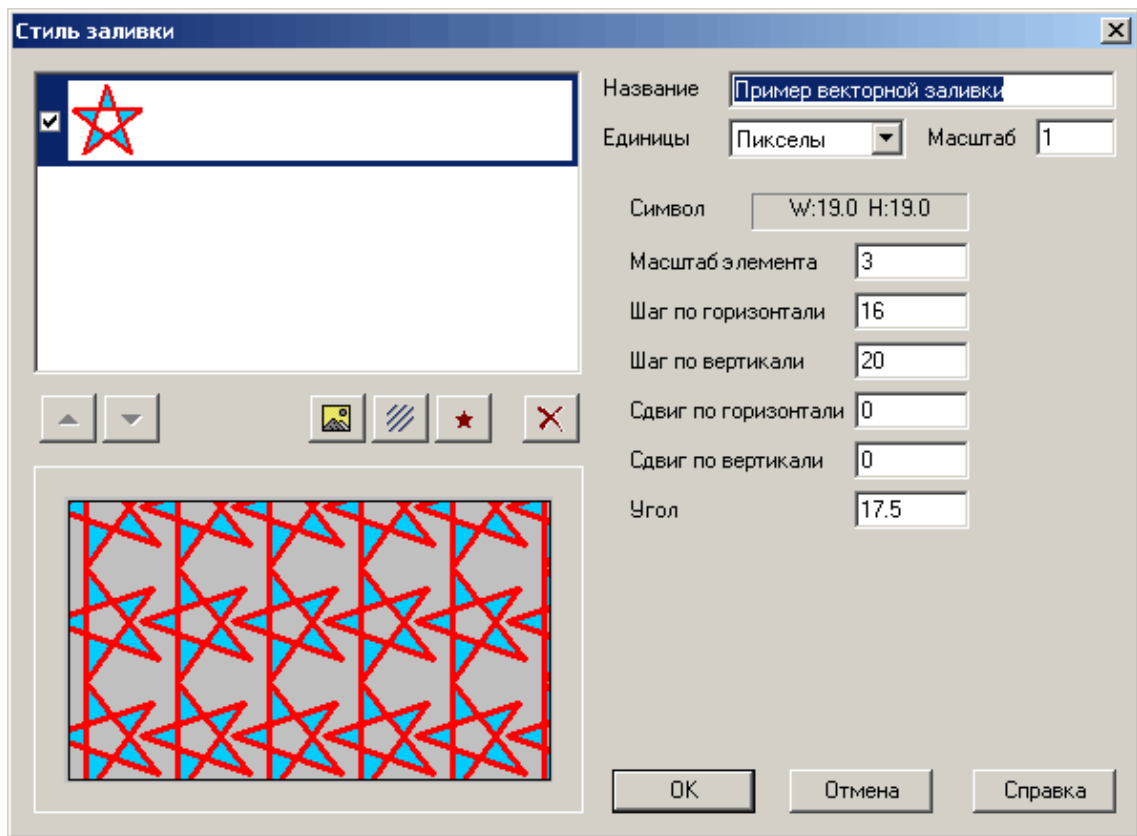 Стиль заливки
Название Пример векторной заливки
Единицы Пикселы Масштаб 1
Символ W:19.0 H:19.0
Масштаб элемента 3
Шаг по горизонтали 16
Шаг по вертикали 20
Сдвиг по горизонтали 0
Сдвиг по вертикали 0
Угол 17.5
OK Отмена Справка